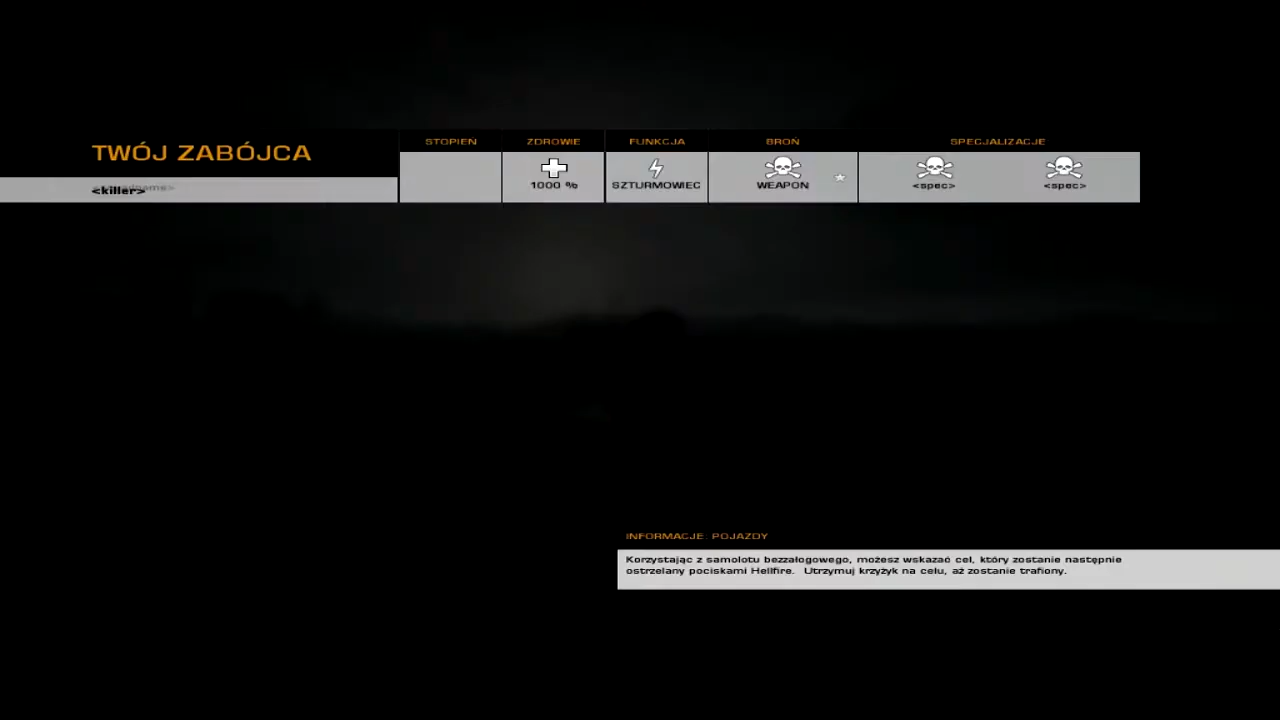 TWÓJ ZABÓJCA
STOPIEŃ
ZDROWIE
FUNKCJA
BROŃ
SPECJALIZACJE
<killer>
1000 %
SZTURMOWIEC
WEAPON
<spec>
<spec>
INFORMACJE: POJAZDY
Korzystając z samolotu bezzałogowego, możesz wskazać cel, który zostanie następnie
ostrzelany pociskami Hellfire. Utrzymuj krzyżyk na celu, aż zostanie trafiony.